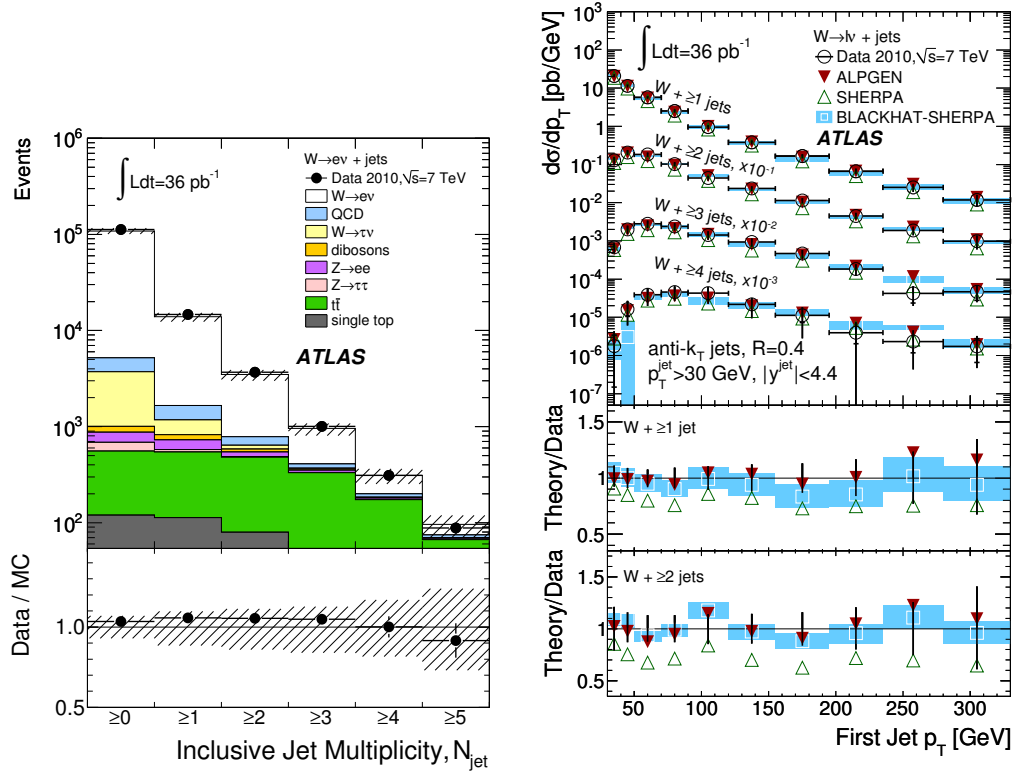 Events
10^6
10^5
10^4
10^3
10^2
∫ Ldt=36 pb^-1
W→eν + jets
Data 2010,√s=7 TeV
W→eν
QCD
W→τν
dibosons
Z→ee
Z→ττ
tt̄
single top
ATLAS
Data / MC
1.0
0.5
≥0
≥1
≥2
≥3
≥4
≥5
Inclusive Jet Multiplicity, N_jet
dσ/dp_T [pb/GeV]
10^3
10^2
10
1
10^-1
10^-2
10^-3
10^-4
10^-5
10^-6
10^-7
∫ Ldt=36 pb^-1
W→lν + jets
Data 2010,√s=7 TeV
ALPGEN
SHERPA
BLACKHAT-SHERPA
ATLAS
W + ≥1 jets
W + ≥2 jets, x10^-1
W + ≥3 jets, x10^-2
W + ≥4 jets, x10^-3
anti-k_T jets, R=0.4
p_T^jet>30 GeV, |y^jet|<4.4
Theory/Data
1.5
1
0.5
W + ≥1 jet
Theory/Data
1.5
1
0.5
W + ≥2 jets
50
100
150
200
250
300
First Jet p_T [GeV]